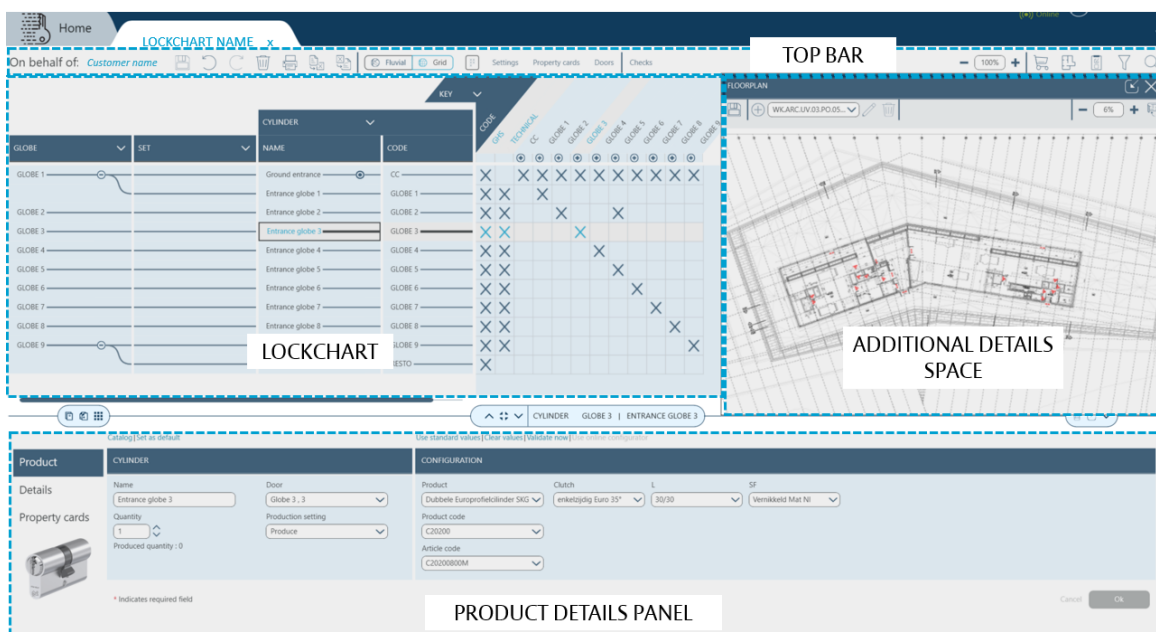 ((•)) Online
Home
LOCKCHART NAME x
On behalf of: Customer name
Fluvial Grid
Settings Property cards Doors Checks
TOP BAR
100%
FLOORPLAN
WK.ARC.UV.03.PO.05...
6%
KEY
CODE
GHS
TECHNICAL
CC
GLOBE 1
GLOBE 2
GLOBE 3
GLOBE 4
GLOBE 5
GLOBE 6
GLOBE 7
GLOBE 8
GLOBE 9
CYLINDER
GLOBE SET NAME CODE
GLOBE 1 Ground entrance CC
Entrance globe 1 GLOBE 1
GLOBE 2 Entrance globe 2 GLOBE 2
GLOBE 3 Entrance globe 3 GLOBE 3
GLOBE 4 Entrance globe 4 GLOBE 4
GLOBE 5 Entrance globe 5 GLOBE 5
GLOBE 6 Entrance globe 6 GLOBE 6
GLOBE 7 Entrance globe 7 GLOBE 7
GLOBE 8 Entrance globe 8 GLOBE 8
GLOBE 9 GLOBE 9
LOCKCHART
ADDITIONAL DETAILS
SPACE
CYLINDER GLOBE 3 | ENTRANCE GLOBE 3
Catalog|Set as default
Use standard values|Clear values|Validate now|Use online configurator
Product
Details
Property cards
CYLINDER
Name Door
Entrance globe 3 Globe 3 , 3
Quantity Production setting
1 Produce
Produced quantity : 0
* Indicates required field
CONFIGURATION
Product Clutch L SF
Dubbele Europrofielcilinder SKG enkelzijdig Euro 35° 30/30 Vernikkeld Mat NI
Product code
C20200
Article code
C20200800M
Cancel Ok
PRODUCT DETAILS PANEL